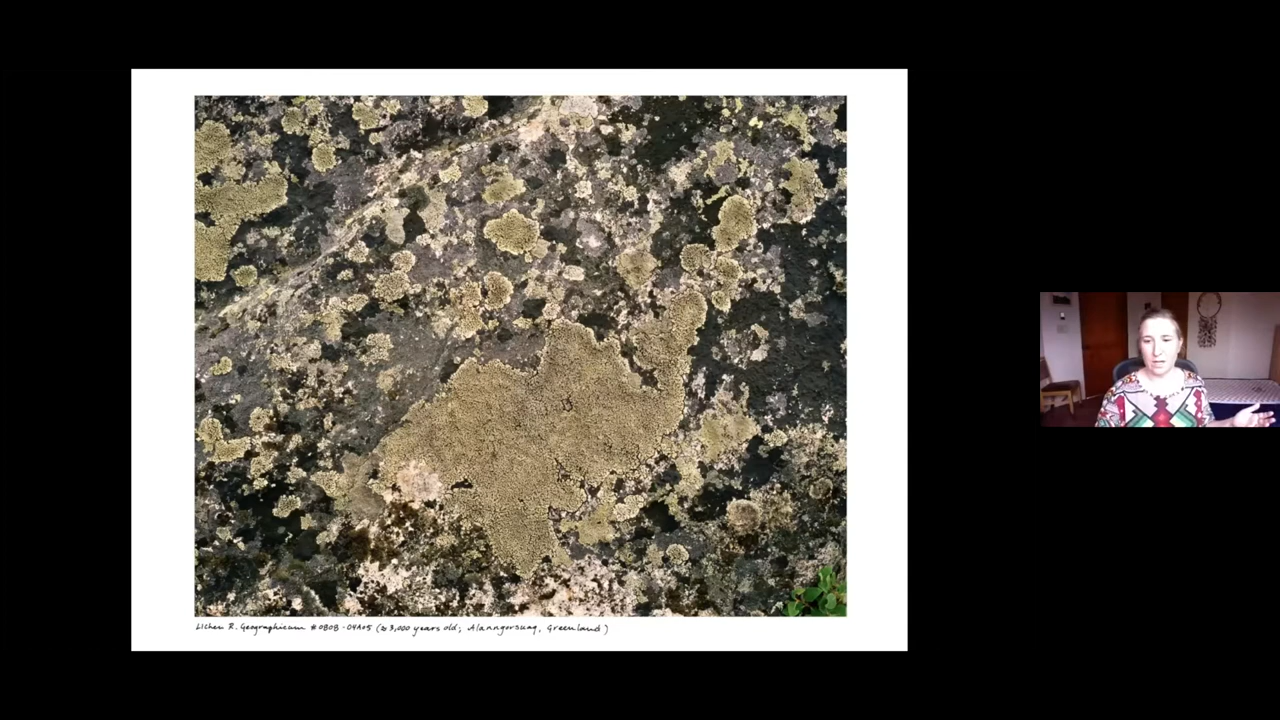 Lichen R. Geographicum #0808-04A05 (≈ 3,000 years old; Alanngorsuaq, Greenland)